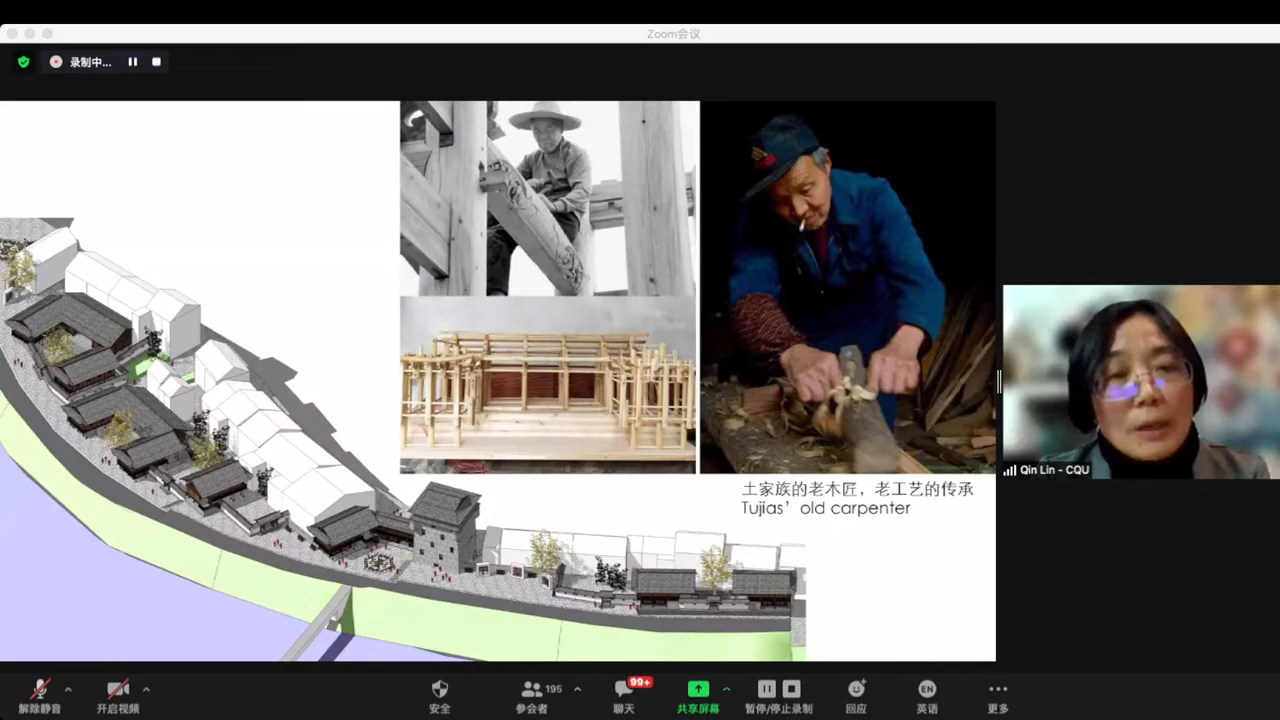 Zoom会议
录制中...
土家族的老木匠，老工艺的传承
Tujias' old carpenter
Qin Lin - CQU
解除静音
开启视频
安全
195
参会者
99+
聊天
共享屏幕
暂停/停止录制
回应
EN
英语
更多